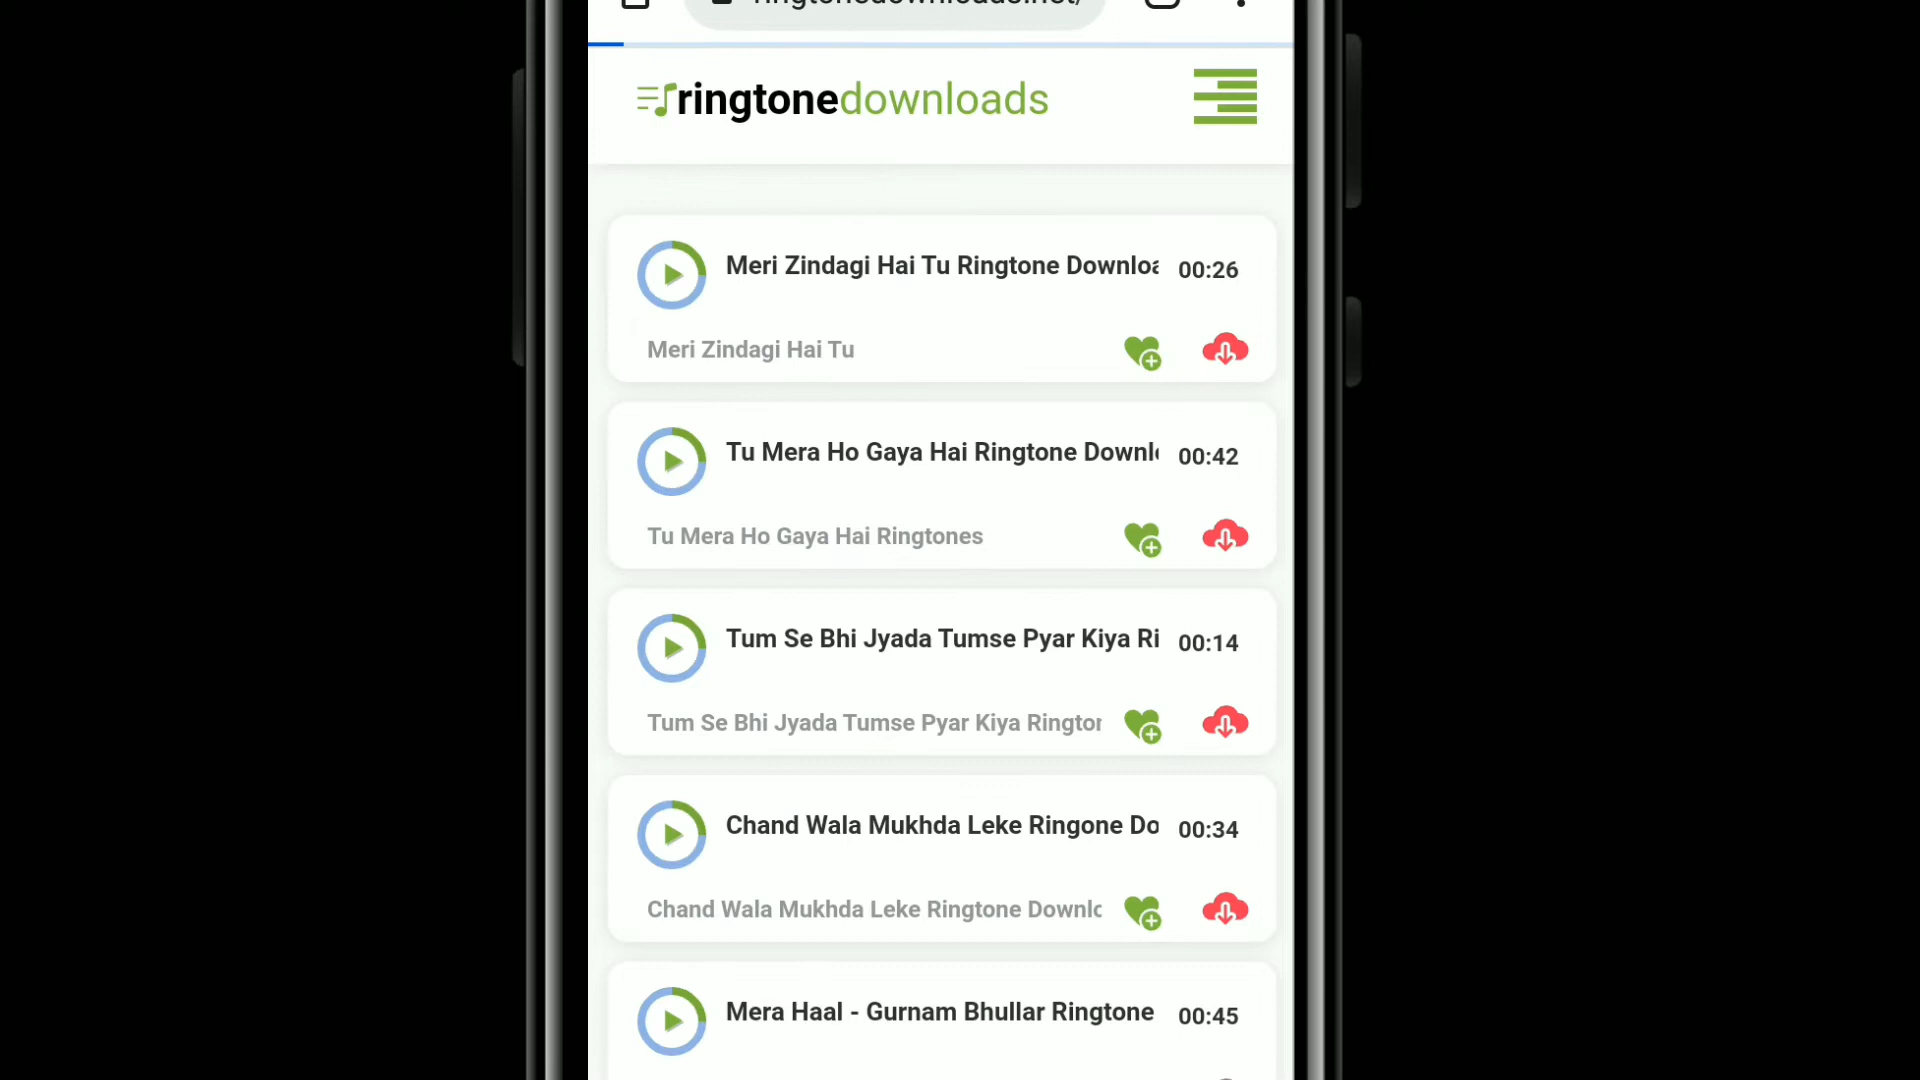 ringtonedownloads
Meri Zindagi Hai Tu Ringtone Downloa
00:26
Meri Zindagi Hai Tu
Tu Mera Ho Gaya Hai Ringtone Downl
00:42
Tu Mera Ho Gaya Hai Ringtones
Tum Se Bhi Jyada Tumse Pyar Kiya Ri
00:14
Tum Se Bhi Jyada Tumse Pyar Kiya Rington
Chand Wala Mukhda Leke Ringone Do
00:34
Chand Wala Mukhda Leke Ringtone Downlo
Mera Haal - Gurnam Bhullar Ringtone
00:45